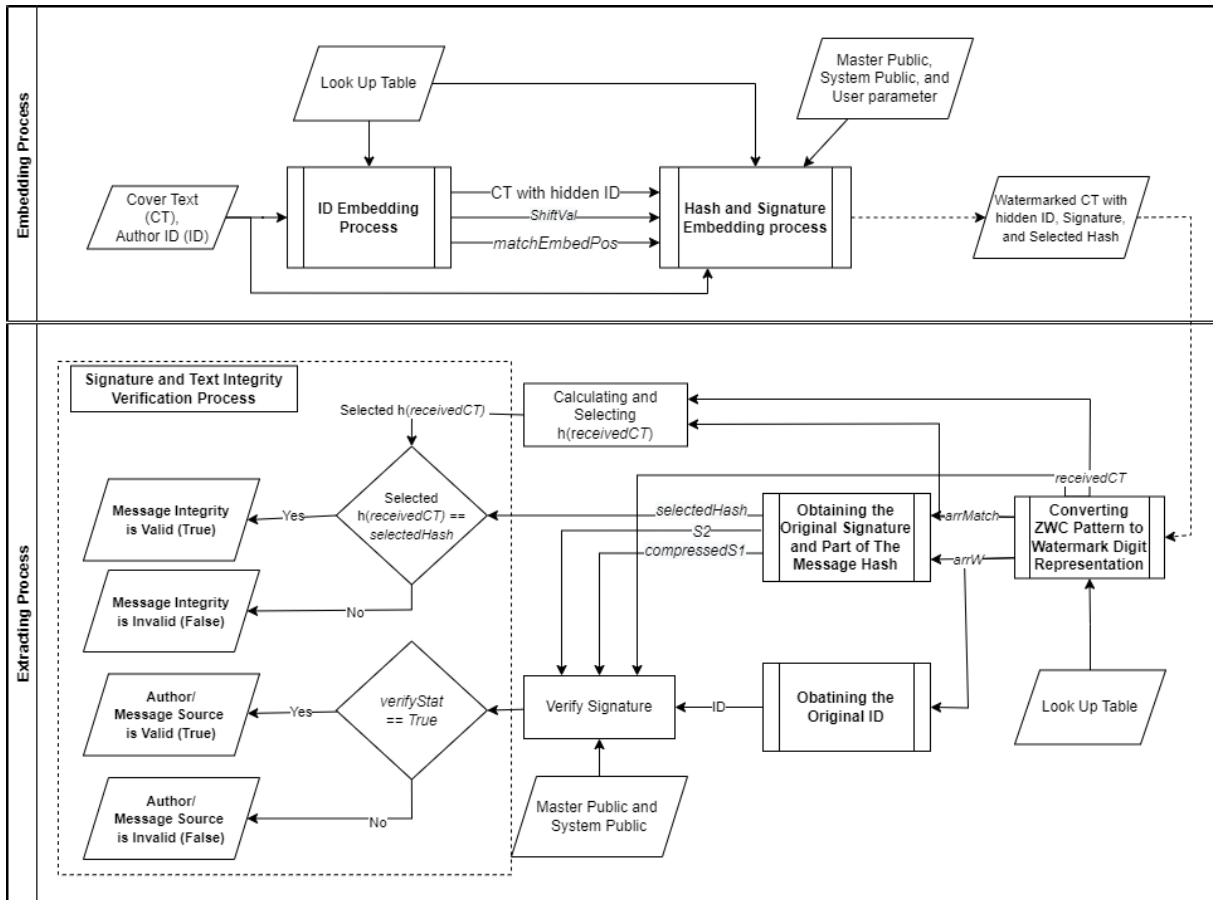 Embedding Process
Look Up Table
Master Public,
System Public, and
User parameter
Cover Text
(CT),
Author ID (ID)
ID Embedding
Process
CT with hidden ID
ShiftVal
matchEmbedPos
Hash and Signature
Embedding process
Watermarked CT with
hidden ID, Signature,
and Selected Hash
Extracting Process
Signature and Text Integrity
Verification Process
Selected h(receivedCT)
Calculating and
Selecting
h(receivedCT)
receivedCT
Message Integrity
is Valid (True)
Yes
Selected
h(receivedCT) ==
selectedHash
selectedHash
S2
compressedS1
Obtaining the
Original Signature
and Part of The
Message Hash
arrMatch
arrW
Converting
ZWC Pattern to
Watermark Digit
Representation
Message Integrity
is Invalid (False)
No
Author/
Message Source
is Valid (True)
Yes
verifyStat
== True
Verify Signature
ID
Obatining the
Original ID
Look Up Table
Author/
Message Source
is Invalid (False)
No
Master Public and
System Public